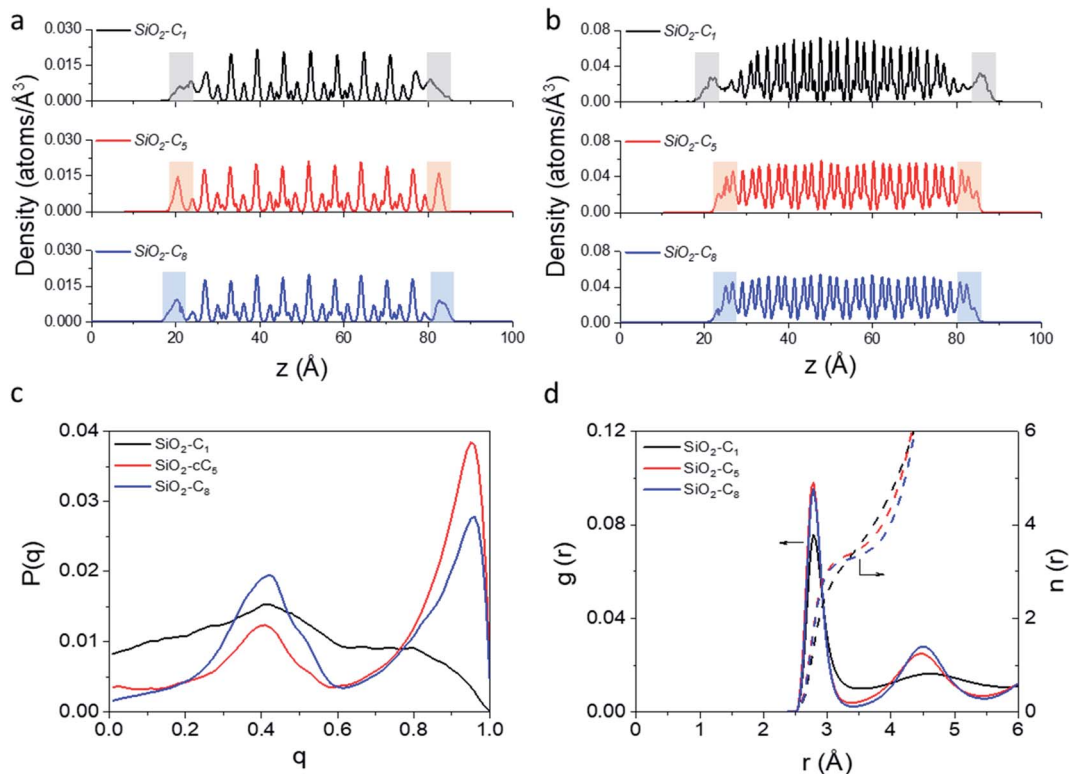 a
b
0.030
0.015
0.000
SiO₂-C₁
0.030
0.015
0.000
SiO₂-C₅
0.030
0.015
0.000
SiO₂-C₈
Density (atoms/Å³)
0 20 40 60 80 100
z (Å)
0.08
0.04
0.00
SiO₂-C₁
0.08
0.04
0.00
SiO₂-C₅
0.08
0.04
0.00
SiO₂-C₈
Density (atoms/Å³)
0 20 40 60 80 100
z (Å)
c
d
0.04
0.03
0.02
0.01
0.00
P(q)
SiO₂-C₁
SiO₂-cC₅
SiO₂-C₈
0.0 0.2 0.4 0.6 0.8 1.0
q
0.12
0.08
0.04
0.00
g (r)
SiO₂-C₁
SiO₂-C₅
SiO₂-C₈
6
5
4
3
2
1
0
n (r)
0 1 2 3 4 5 6
r (Å)